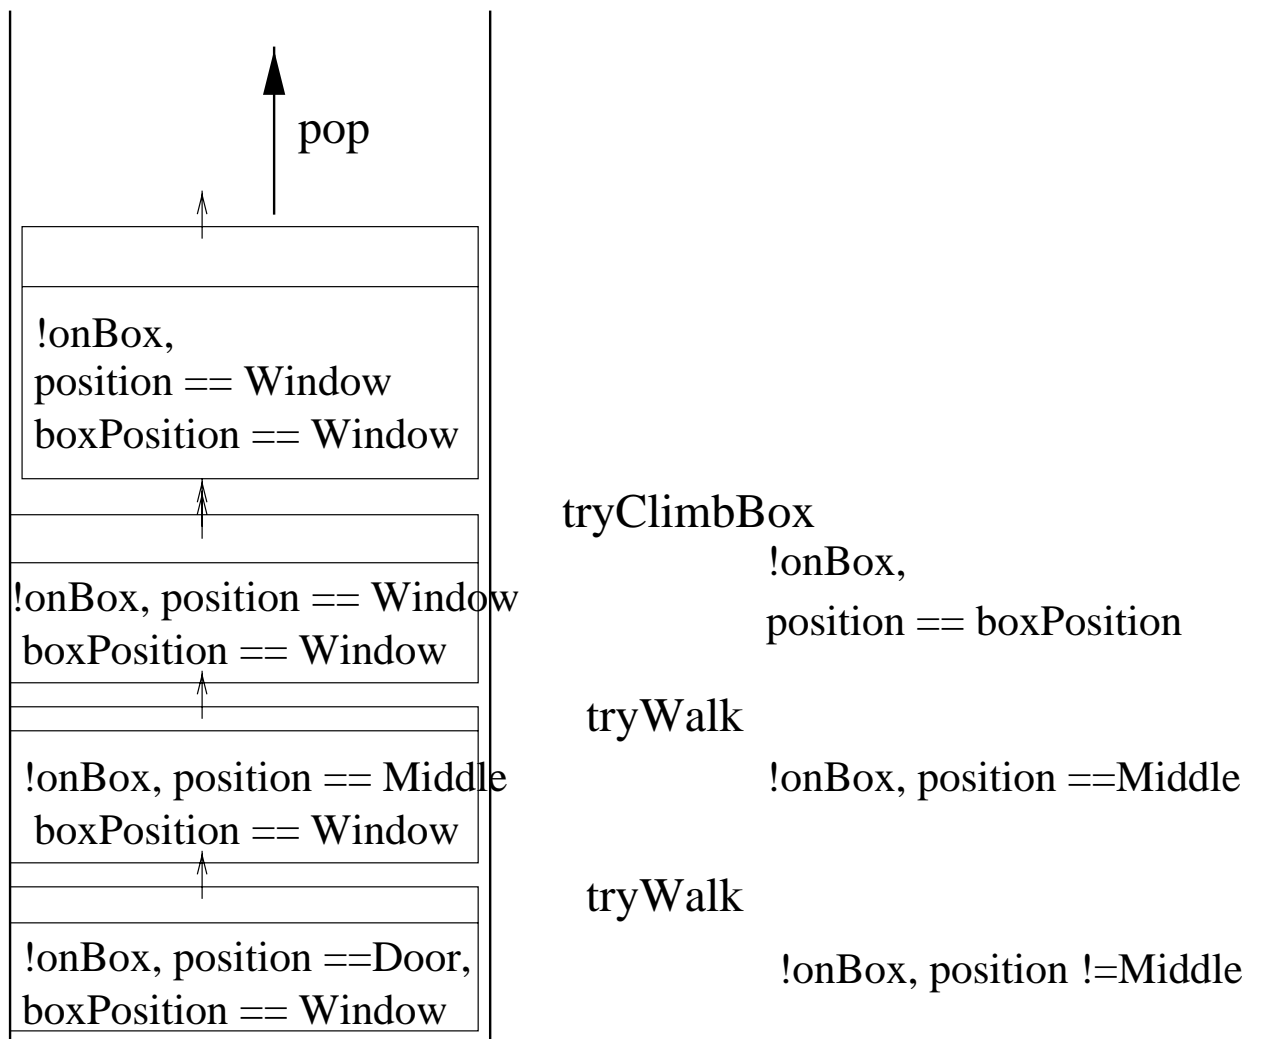 pop
!onBox,
position == Window
boxPosition == Window
tryClimbBox
!onBox,
position == boxPosition
!onBox, position == Window
boxPosition == Window
tryWalk
!onBox, position ==Middle
!onBox, position == Middle
boxPosition == Window
tryWalk
!onBox, position !=Middle
!onBox, position ==Door,
boxPosition == Window